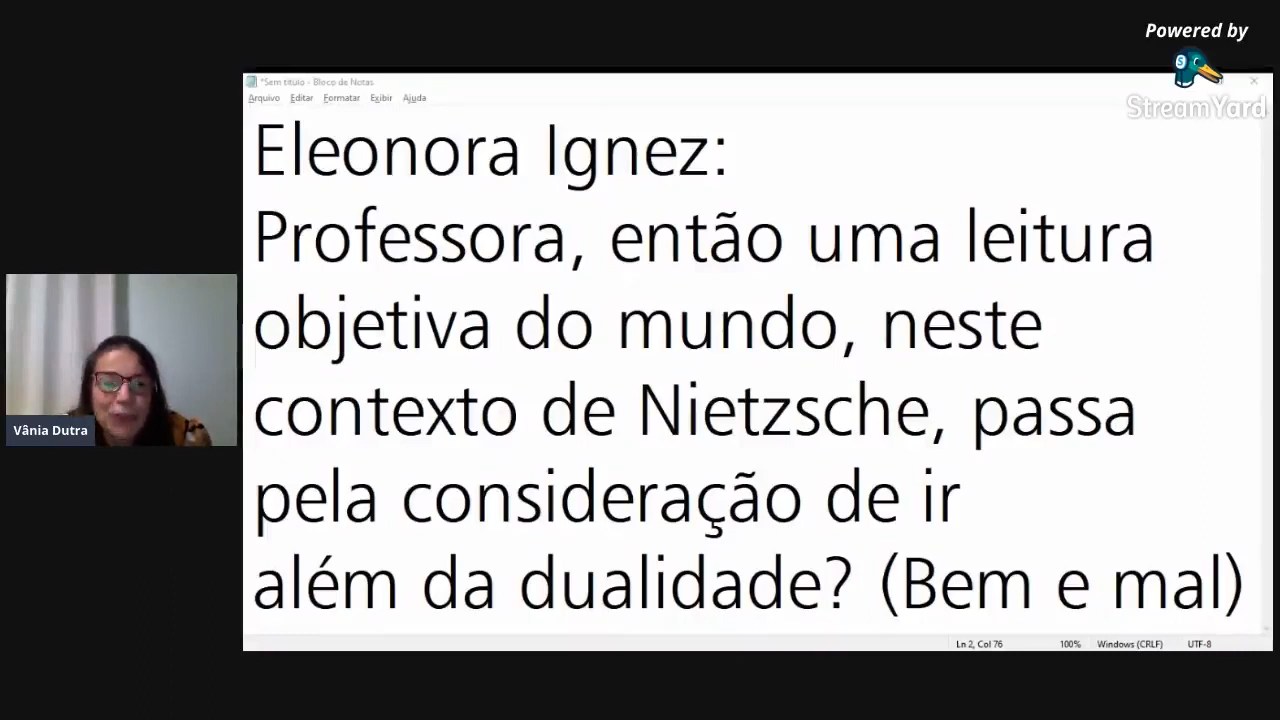 Powered by
StreamYard
*Sem título - Bloco de Notas
Arquivo Editar Formatar Exibir Ajuda
Eleonora Ignez:
Professora, então uma leitura
objetiva do mundo, neste
contexto de Nietzsche, passa
pela consideração de ir
além da dualidade? (Bem e mal)
Vânia Dutra
Ln 2, Col 76 100% Windows (CRLF) UTF-8